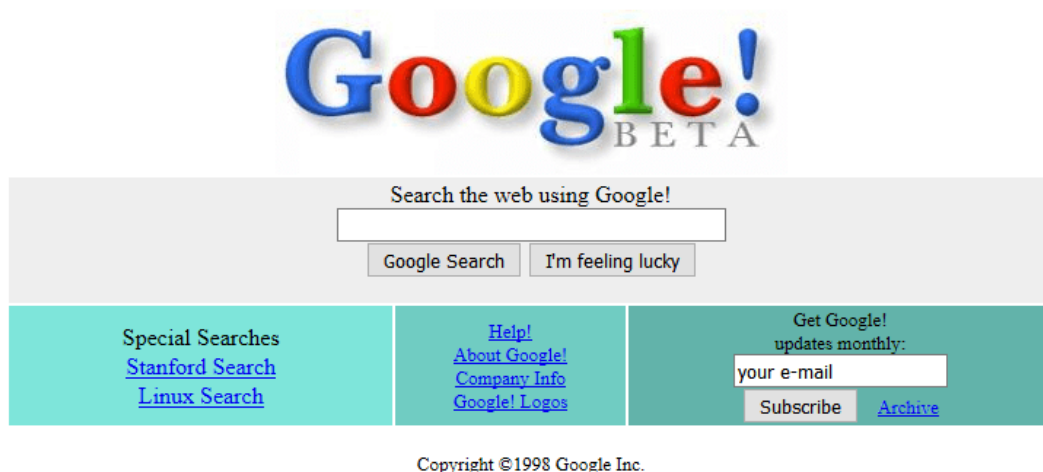 Google!
BETA
Search the web using Google!
Google Search I'm feeling lucky
Special Searches
Stanford Search
Linux Search
Help!
About Google!
Company Info
Google! Logos
Get Google!
updates monthly:
your e-mail
Subscribe Archive
Copyright ©1998 Google Inc.